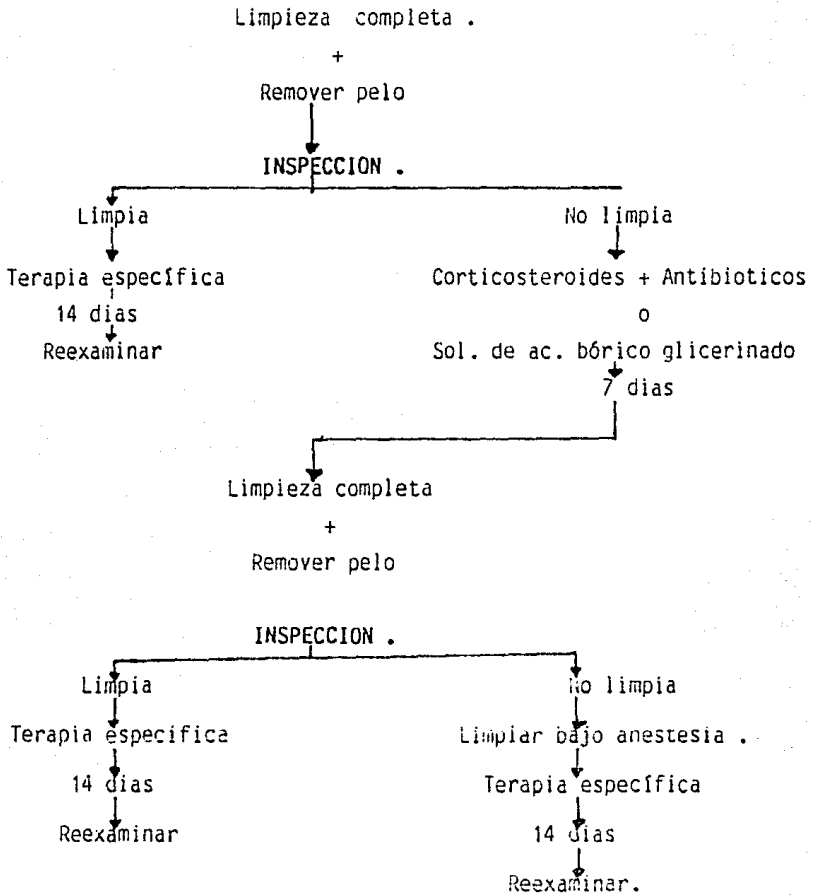 Limpieza completa .
+
Remover pelo
INSPECCION .
Limpia
No limpia
Terapia específica
Corticosteroides + Antibioticos
14 dias
o
Reexaminar
Sol. de ac. bórico glicerinado
7 dias
Limpieza completa
+
Remover pelo
INSPECCION .
Limpia
No limpia
Terapia específica
Limpiar bajo anestesia .
14 dias
Terapia específica
Reexaminar
14 dias
Reexaminar.